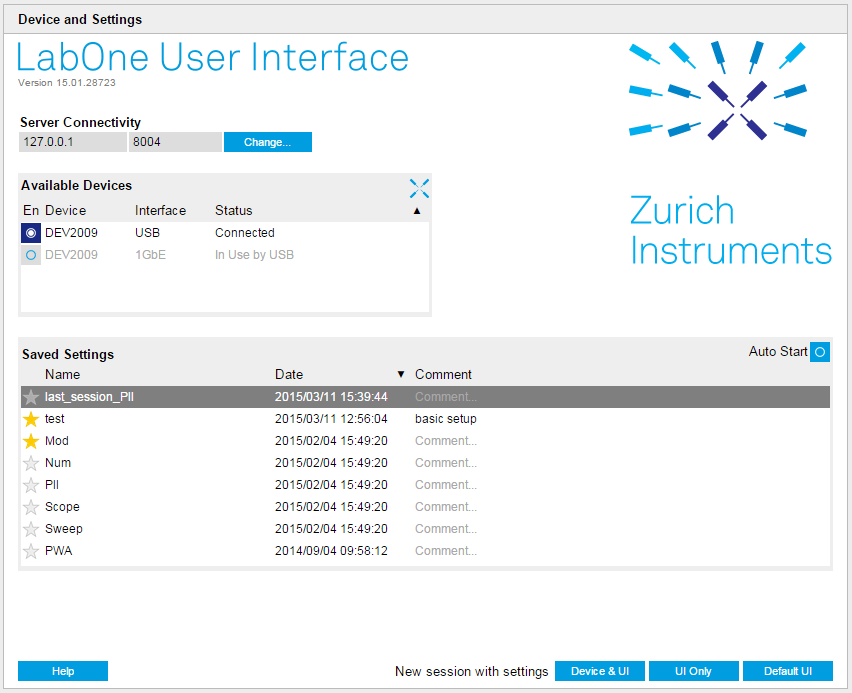 Device and Settings
LabOne User Interface
Version 15.01.28723
Server Connectivity
127.0.0.1 8004 Change...
Zurich
Instruments
Available Devices
En Device Interface Status ▲
DEV2009 USB Connected
DEV2009 1GbE In Use by USB
Saved Settings Auto Start
Name Date ▼ Comment
last_session_Pll 2015/03/11 15:39:44 Comment...
test 2015/03/11 12:56:04 basic setup
Mod 2015/02/04 15:49:20 Comment...
Num 2015/02/04 15:49:20 Comment...
Pll 2015/02/04 15:49:20 Comment...
Scope 2015/02/04 15:49:20 Comment...
Sweep 2015/02/04 15:49:20 Comment...
PWA 2014/09/04 09:58:12 Comment...
Help New session with settings Device & UI UI Only Default UI